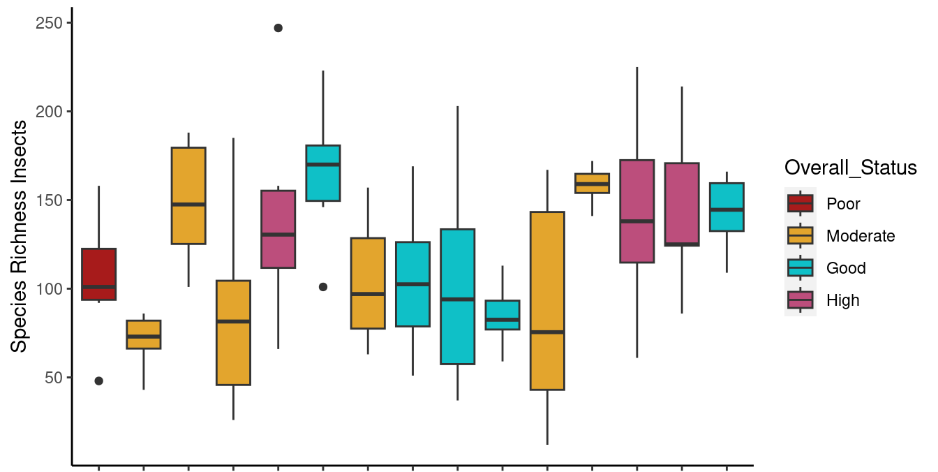 250
200
150
100
50
Species Richness Insects
Overall_Status
Poor
Moderate
Good
High